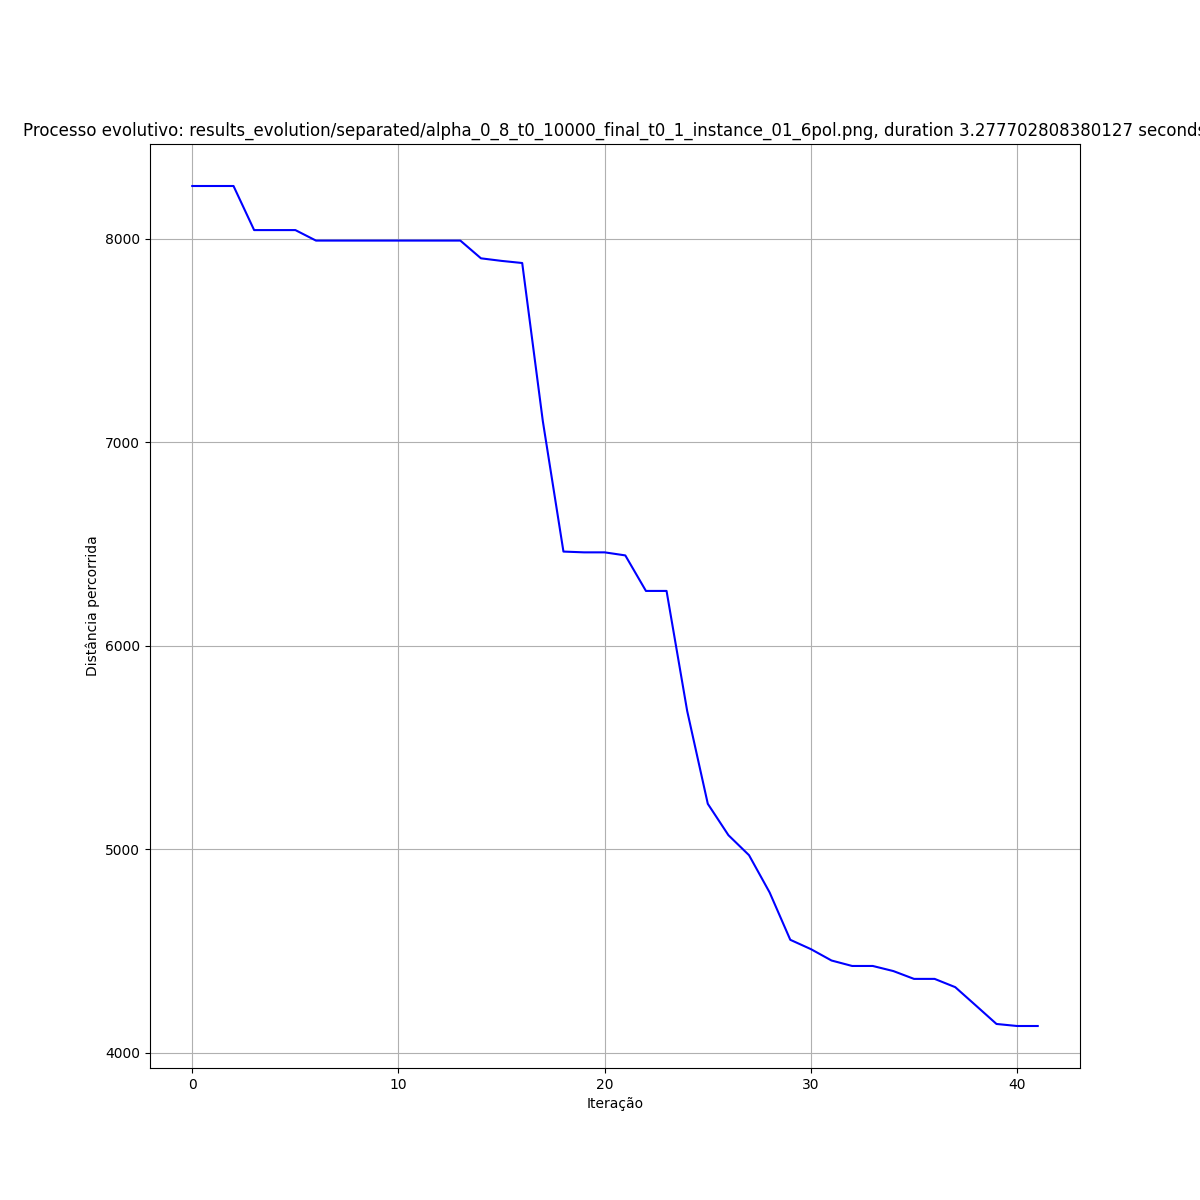 Processo evolutivo: results_evolution/separated/alpha_0_8_t0_10000_final_t0_1_instance_01_6pol.png, duration 3.277702808380127 seconds
8000
7000
6000
5000
4000
Distância percorrida
0 10 20 30 40
Iteração